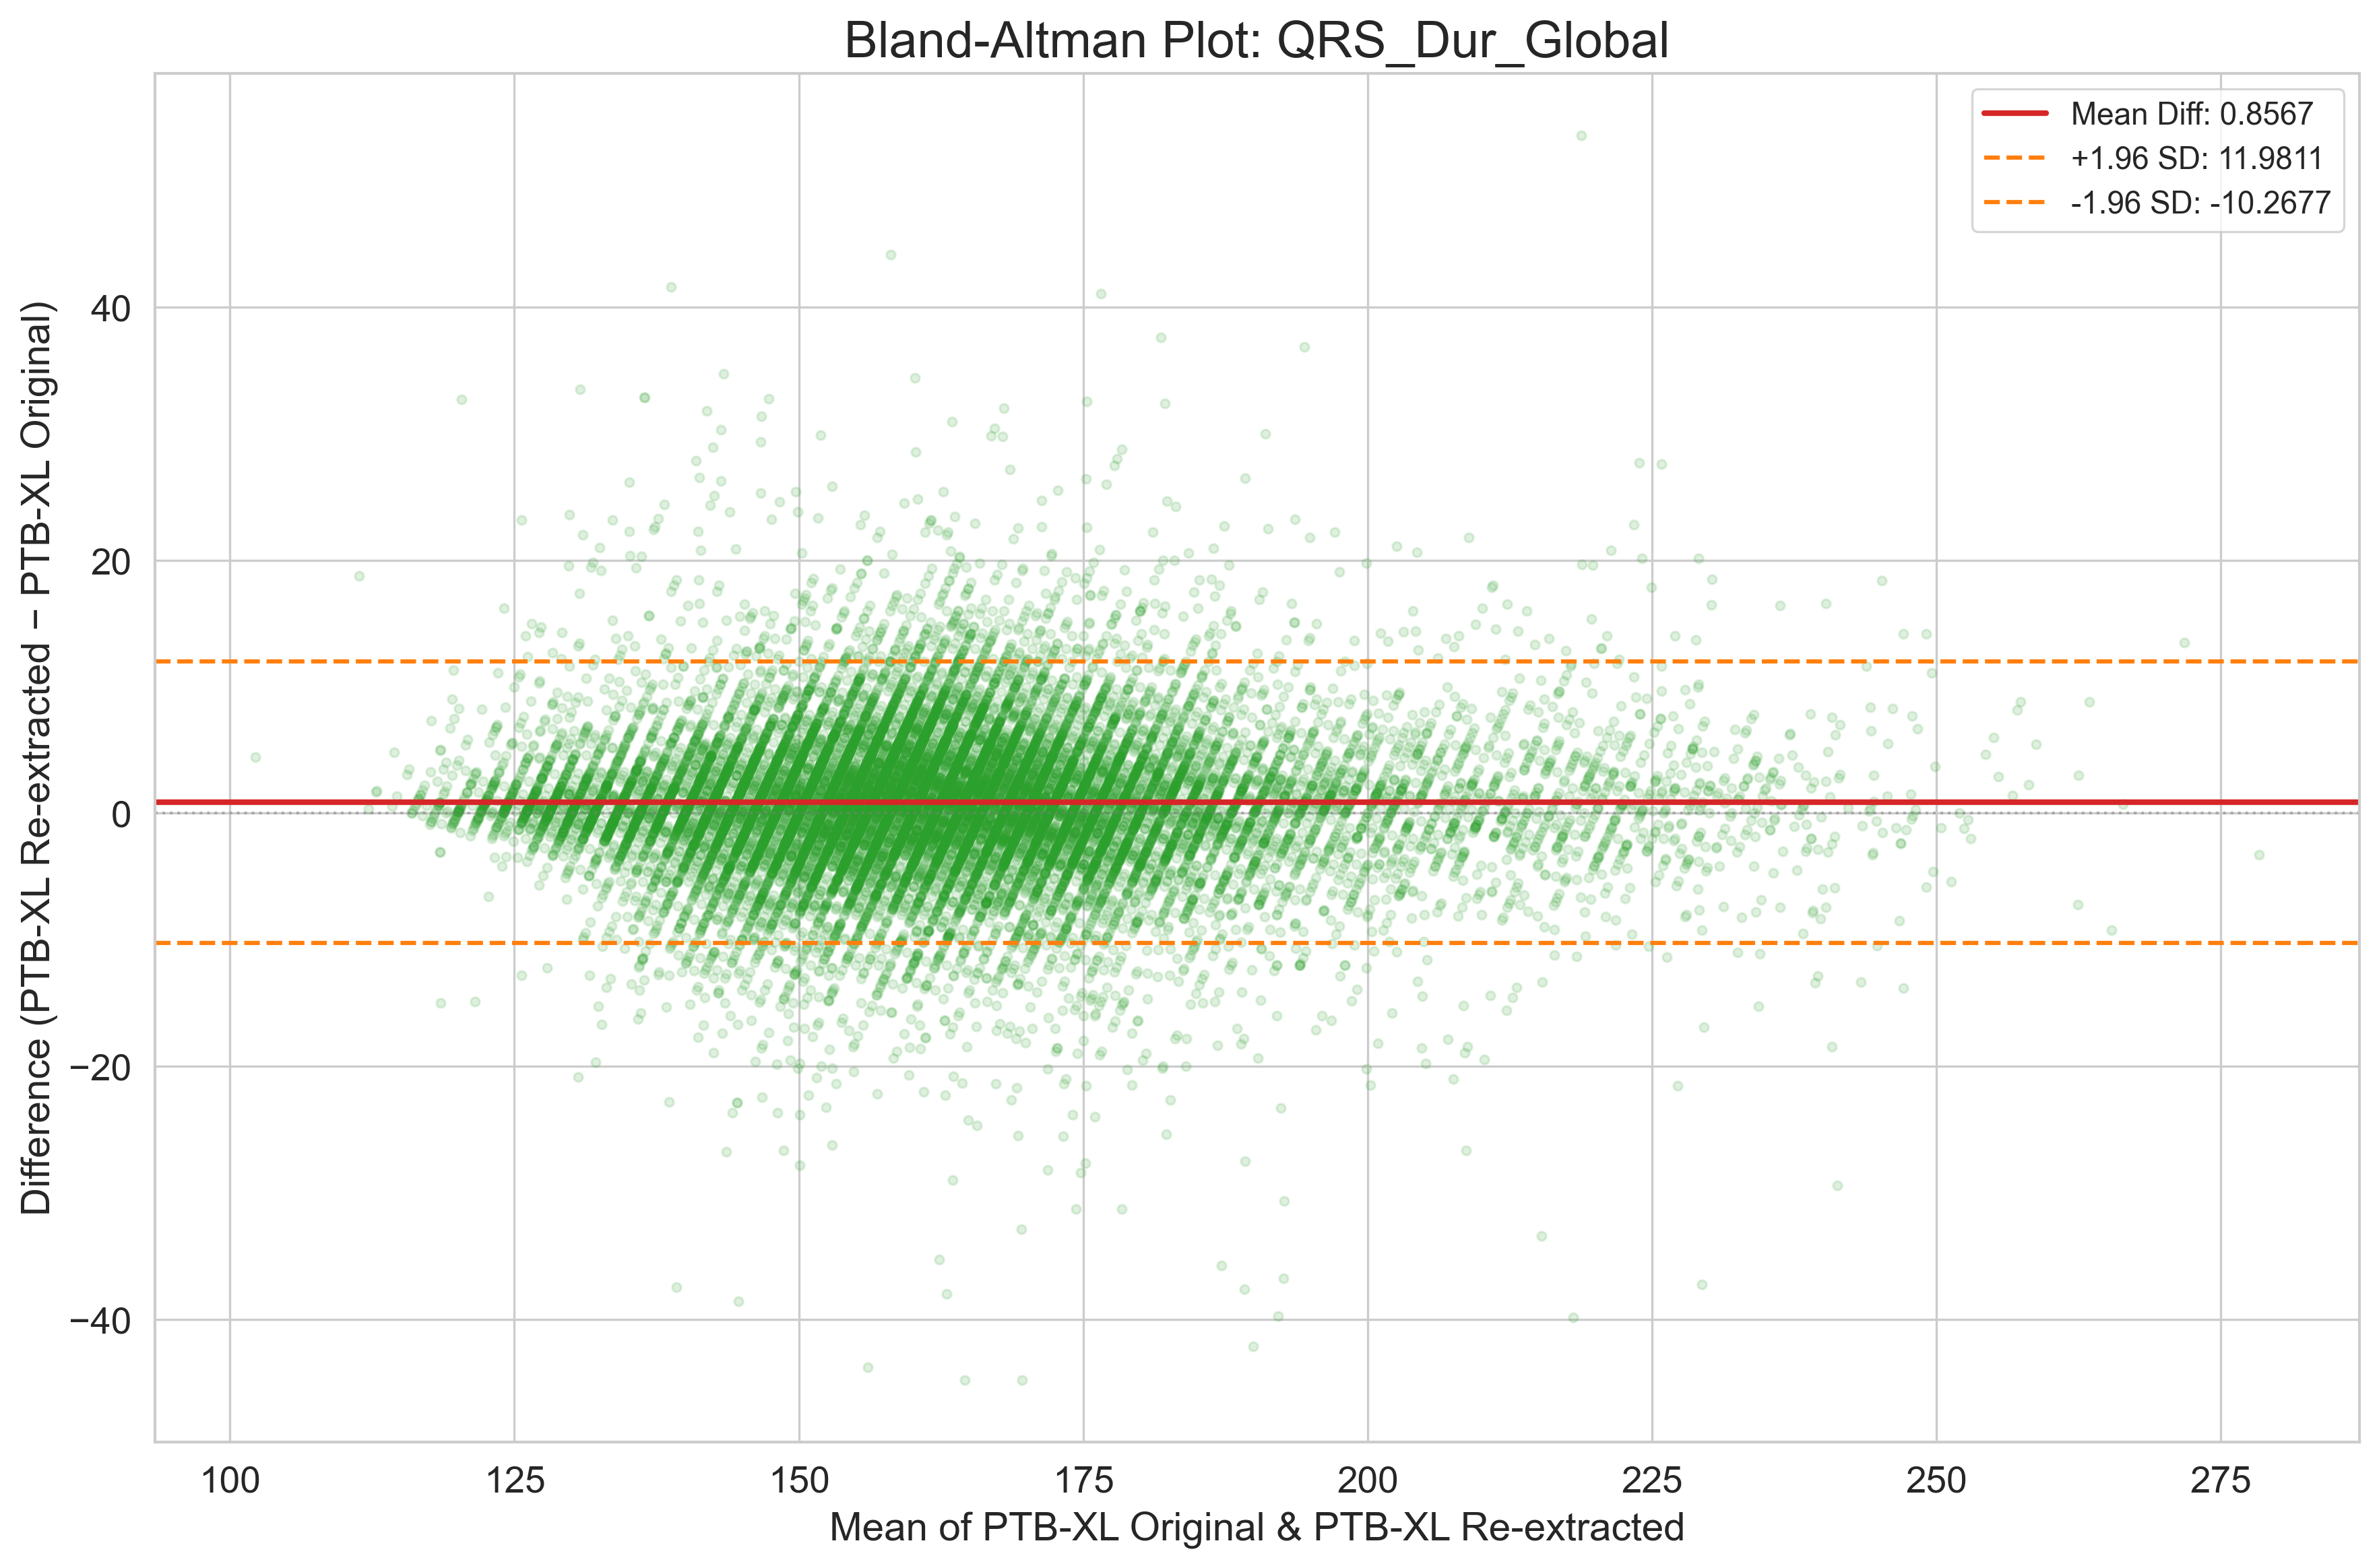 Bland-Altman Plot: QRS_Dur_Global
Mean Diff: 0.8567
+1.96 SD: 11.9811
-1.96 SD: -10.2677
Difference (PTB-XL Re-extracted − PTB-XL Original)
40
20
0
−20
−40
100 125 150 175 200 225 250 275
Mean of PTB-XL Original & PTB-XL Re-extracted